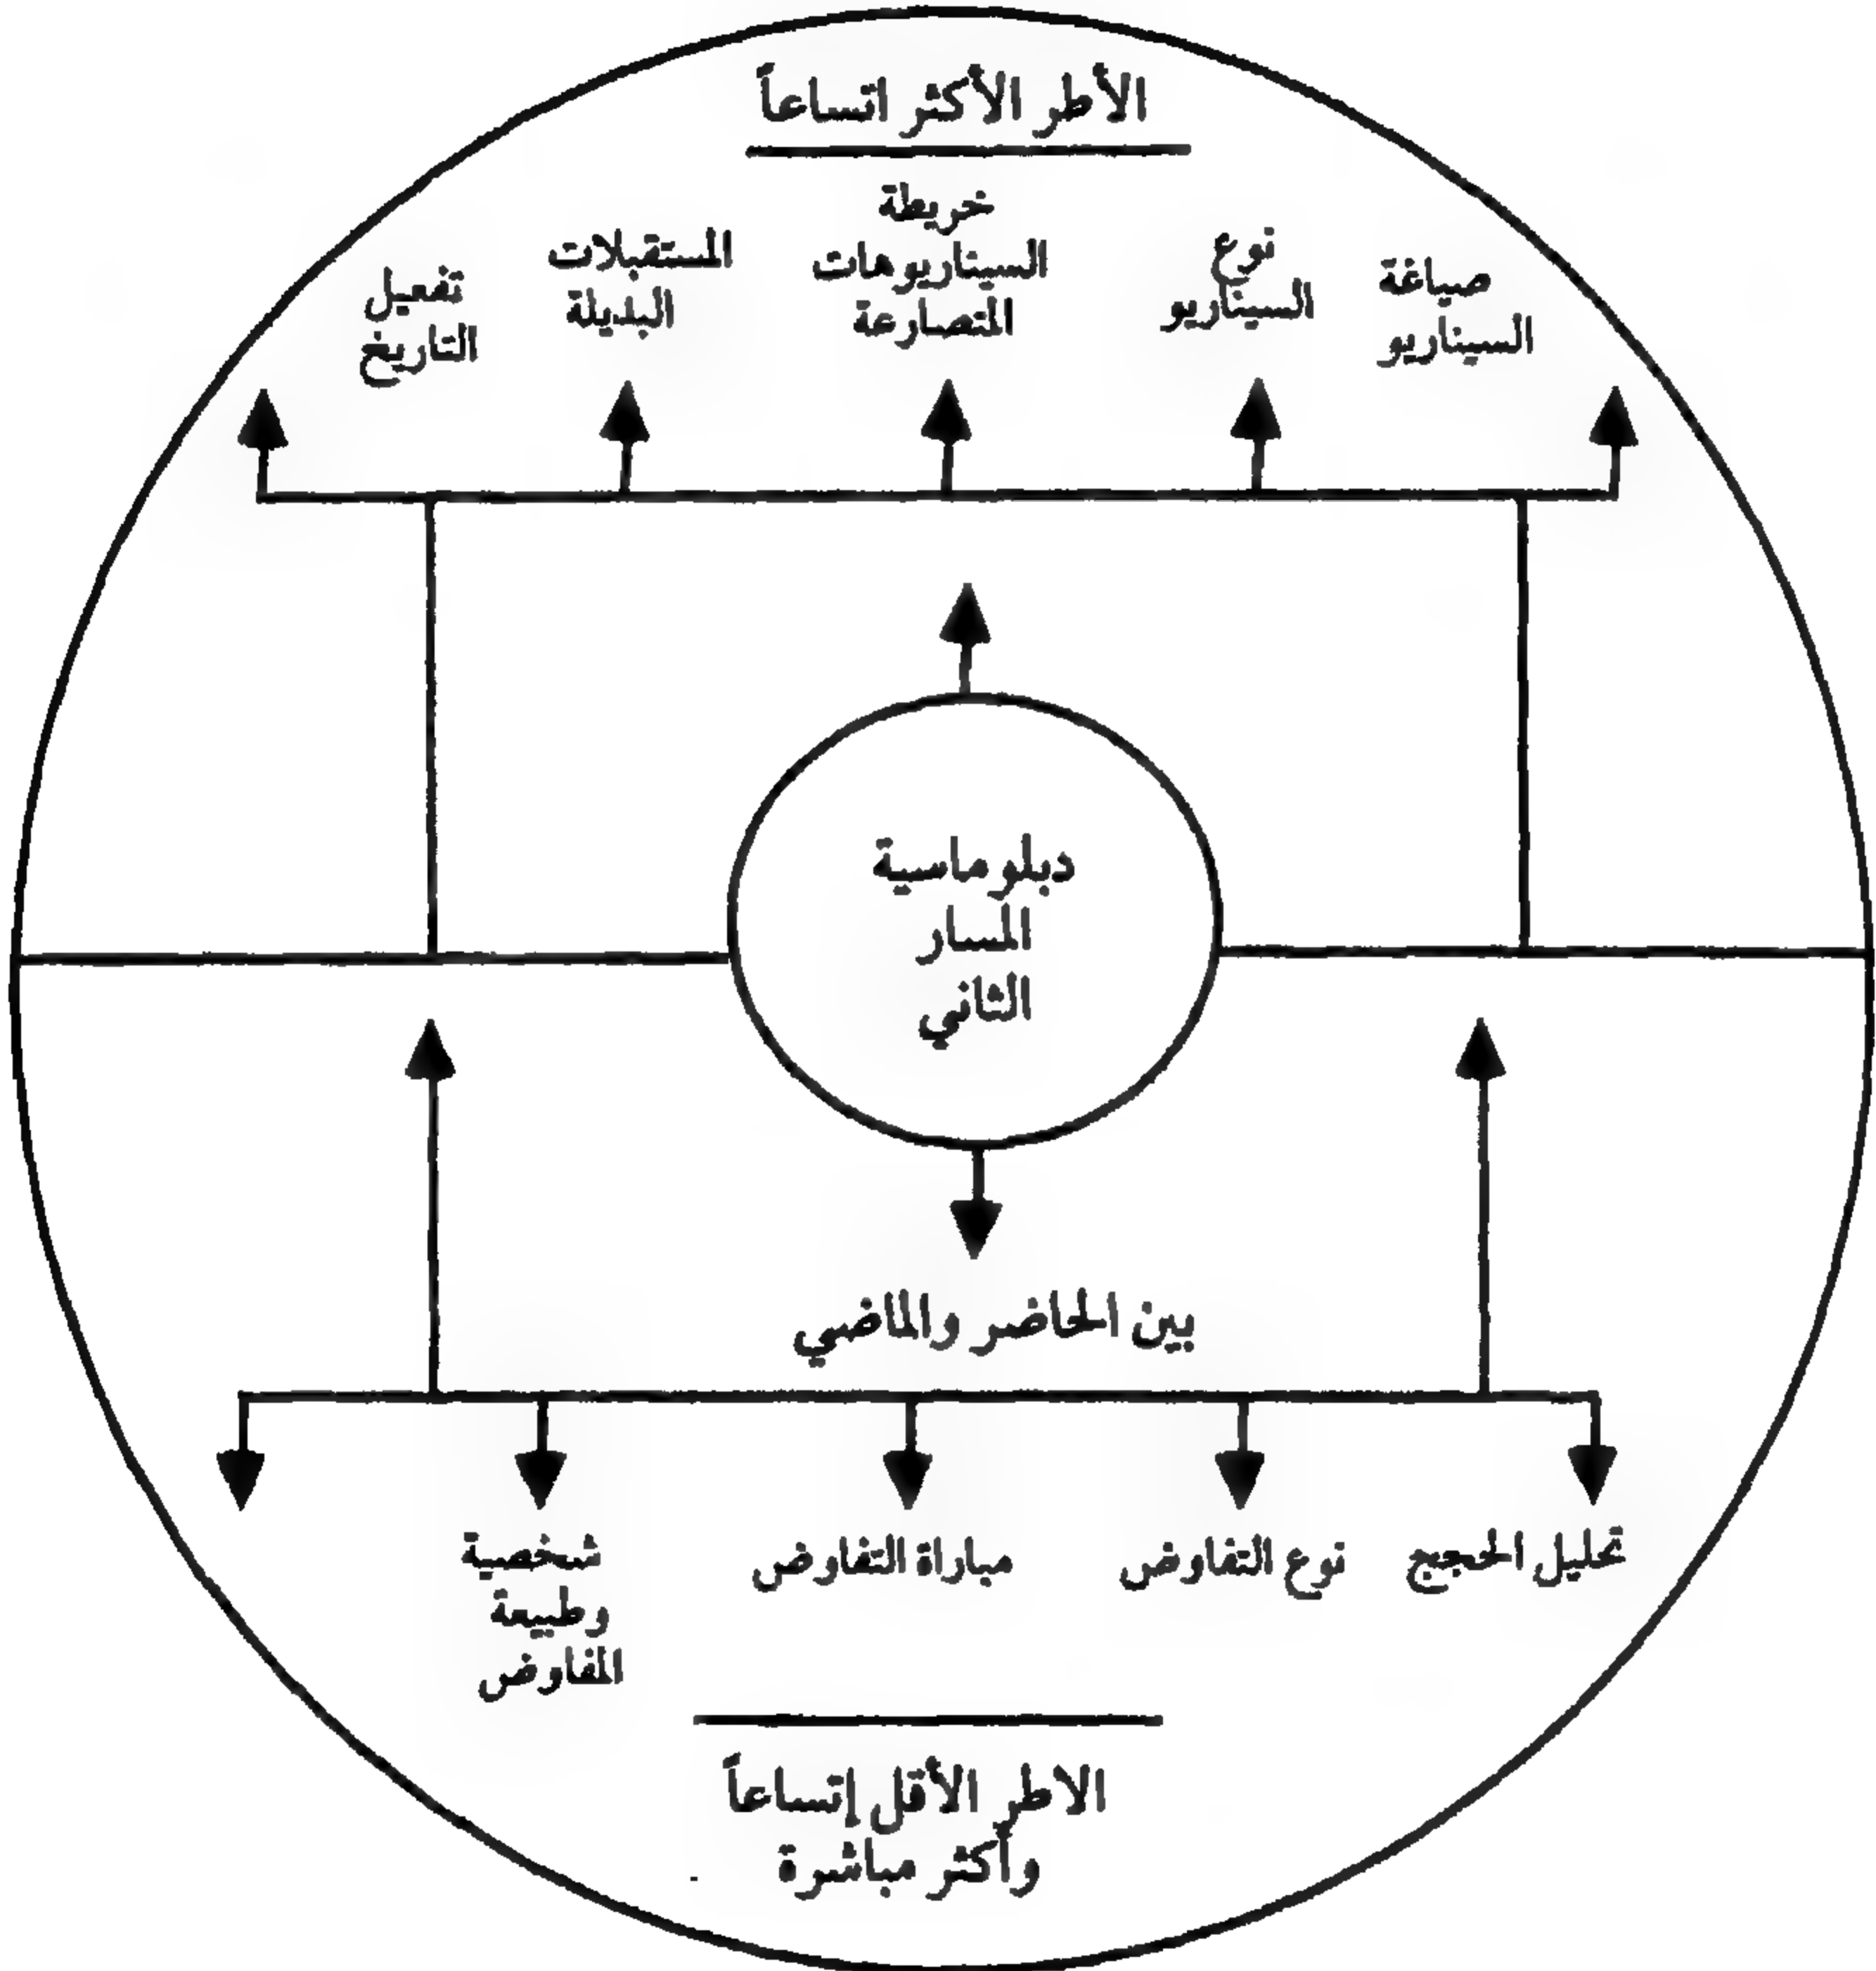 الأطر الأكثر اتساعاً
صياغة
السيناريو
نوع
السيناريو
خريطة
السيناريوهات
المتصارعة
المستقبلات
البديلة
تفعيل
التاريخ
دبلوماسية
المسار
الثاني
بين الحاضر والماضي
تحليل الحجج
نوع التفاوض
مباراة التفاوض
شخصية
وطبيعة
المفاوض
الاطر الأقل إتساعاً
وأكثر مباشرة